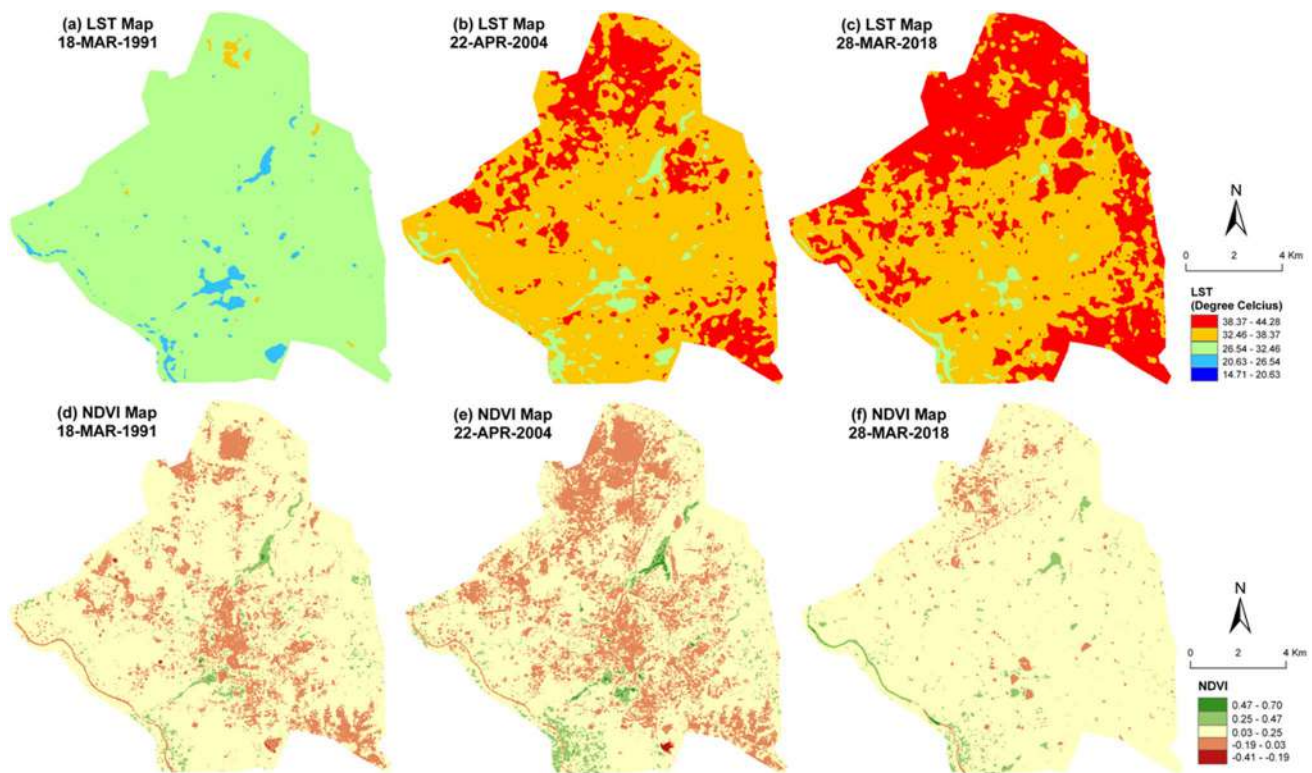 (a) LST Map
18-MAR-1991
(b) LST Map
22-APR-2004
(c) LST Map
28-MAR-2018
N
0 2 4 Km
LST
(Degree Celcius)
38.37 - 44.28
32.46 - 38.37
26.54 - 32.46
20.63 - 26.54
14.71 - 20.63
(d) NDVI Map
18-MAR-1991
(e) NDVI Map
22-APR-2004
(f) NDVI Map
28-MAR-2018
N
0 2 4 Km
NDVI
0.47 - 0.70
0.25 - 0.47
0.03 - 0.25
-0.19 - 0.03
-0.41 - -0.19